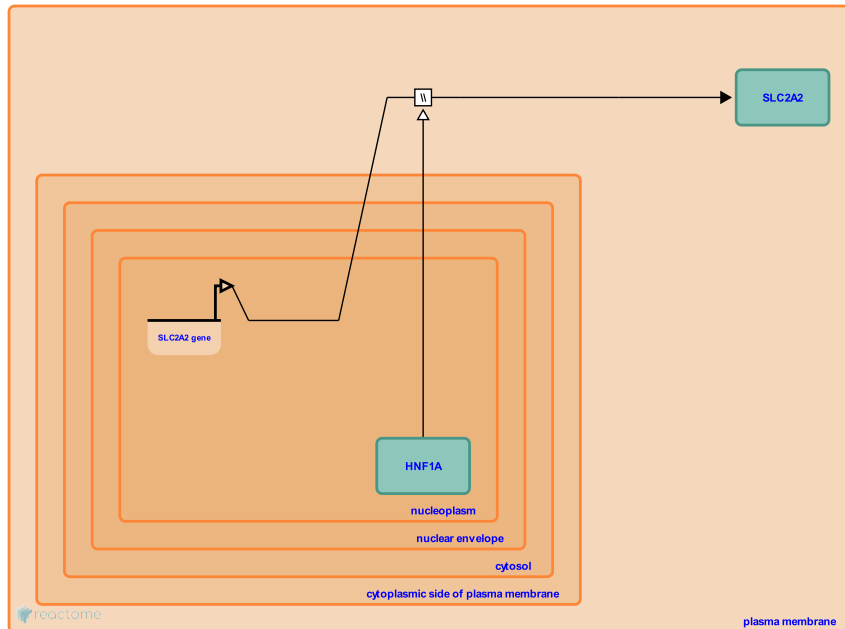 \\
SLC2A2
SLC2A2 gene
HNF1A
nucleoplasm
nuclear envelope
cytosol
cytoplasmic side of plasma membrane
reactome
plasma membrane